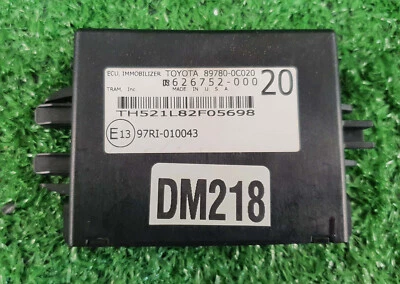 ECU, IMMOBILIZER TOYOTA 89780-0C020
626752-000 20
TRAM, Inc MADE IN U. S. A
TH521L82F05698
E13 97RI-010043
DM218